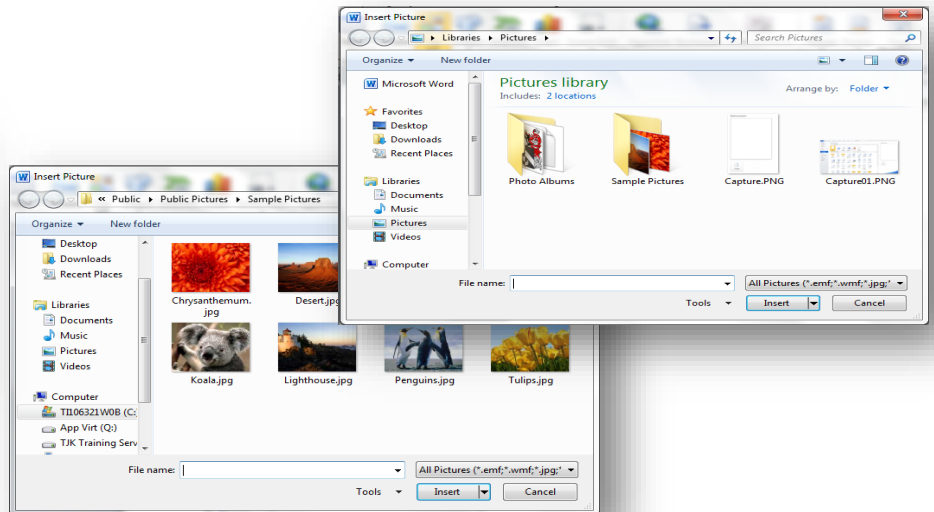 Insert Picture
Libraries ▸ Pictures ▸
Search Pictures
Organize ▾ New folder
Microsoft Word
Favorites
Desktop
Downloads
Recent Places
Libraries
Documents
Music
Pictures
Videos
Computer
Pictures library
Includes: 2 locations
Arrange by: Folder ▾
Photo Albums
Sample Pictures
Capture.PNG
Capture01.PNG
File name:
All Pictures (*.emf;*.wmf;*.jpg;*
Tools
Insert
Cancel
Insert Picture
« Public ▸ Public Pictures ▸ Sample Pictures
Organize ▾ New folder
Desktop
Downloads
Recent Places
Libraries
Documents
Music
Pictures
Videos
Computer
TI106321W0B (C:
App Virt (Q:)
TJK Training Serv
Chrysanthemum.
jpg
Desert.jpg
Koala.jpg
Lighthouse.jpg
Penguins.jpg
Tulips.jpg
File name:
All Pictures (*.emf;*.wmf;*.jpg;*
Tools
Insert
Cancel